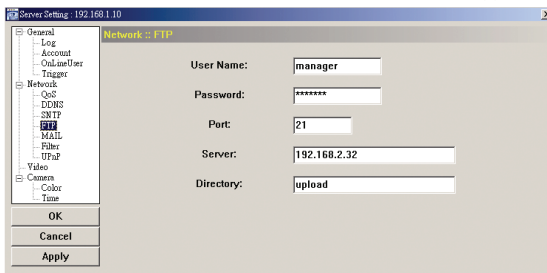 Server Setting : 192.168.1.10
General
Log
Account
OnLineUser
Trigger
Network
QoS
DDNS
SNTP
FTP
MAIL
Filter
UPnP
Video
Camera
Color
Time
OK
Cancel
Apply
Network :: FTP
User Name: manager
Password: *******
Port: 21
Server: 192.168.2.32
Directory: upload